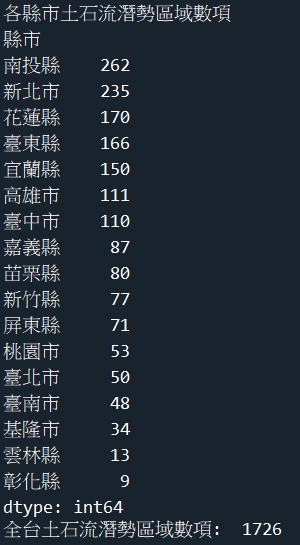 各縣市土石流潛勢區域數項
縣市
南投縣    262
新北市    235
花蓮縣    170
臺東縣    166
宜蘭縣    150
高雄市    111
臺中市    110
嘉義縣     87
苗栗縣     80
新竹縣     77
屏東縣     71
桃園市     53
臺北市     50
臺南市     48
基隆市     34
雲林縣     13
彰化縣      9
dtype: int64
全台土石流潛勢區域數項:  1726